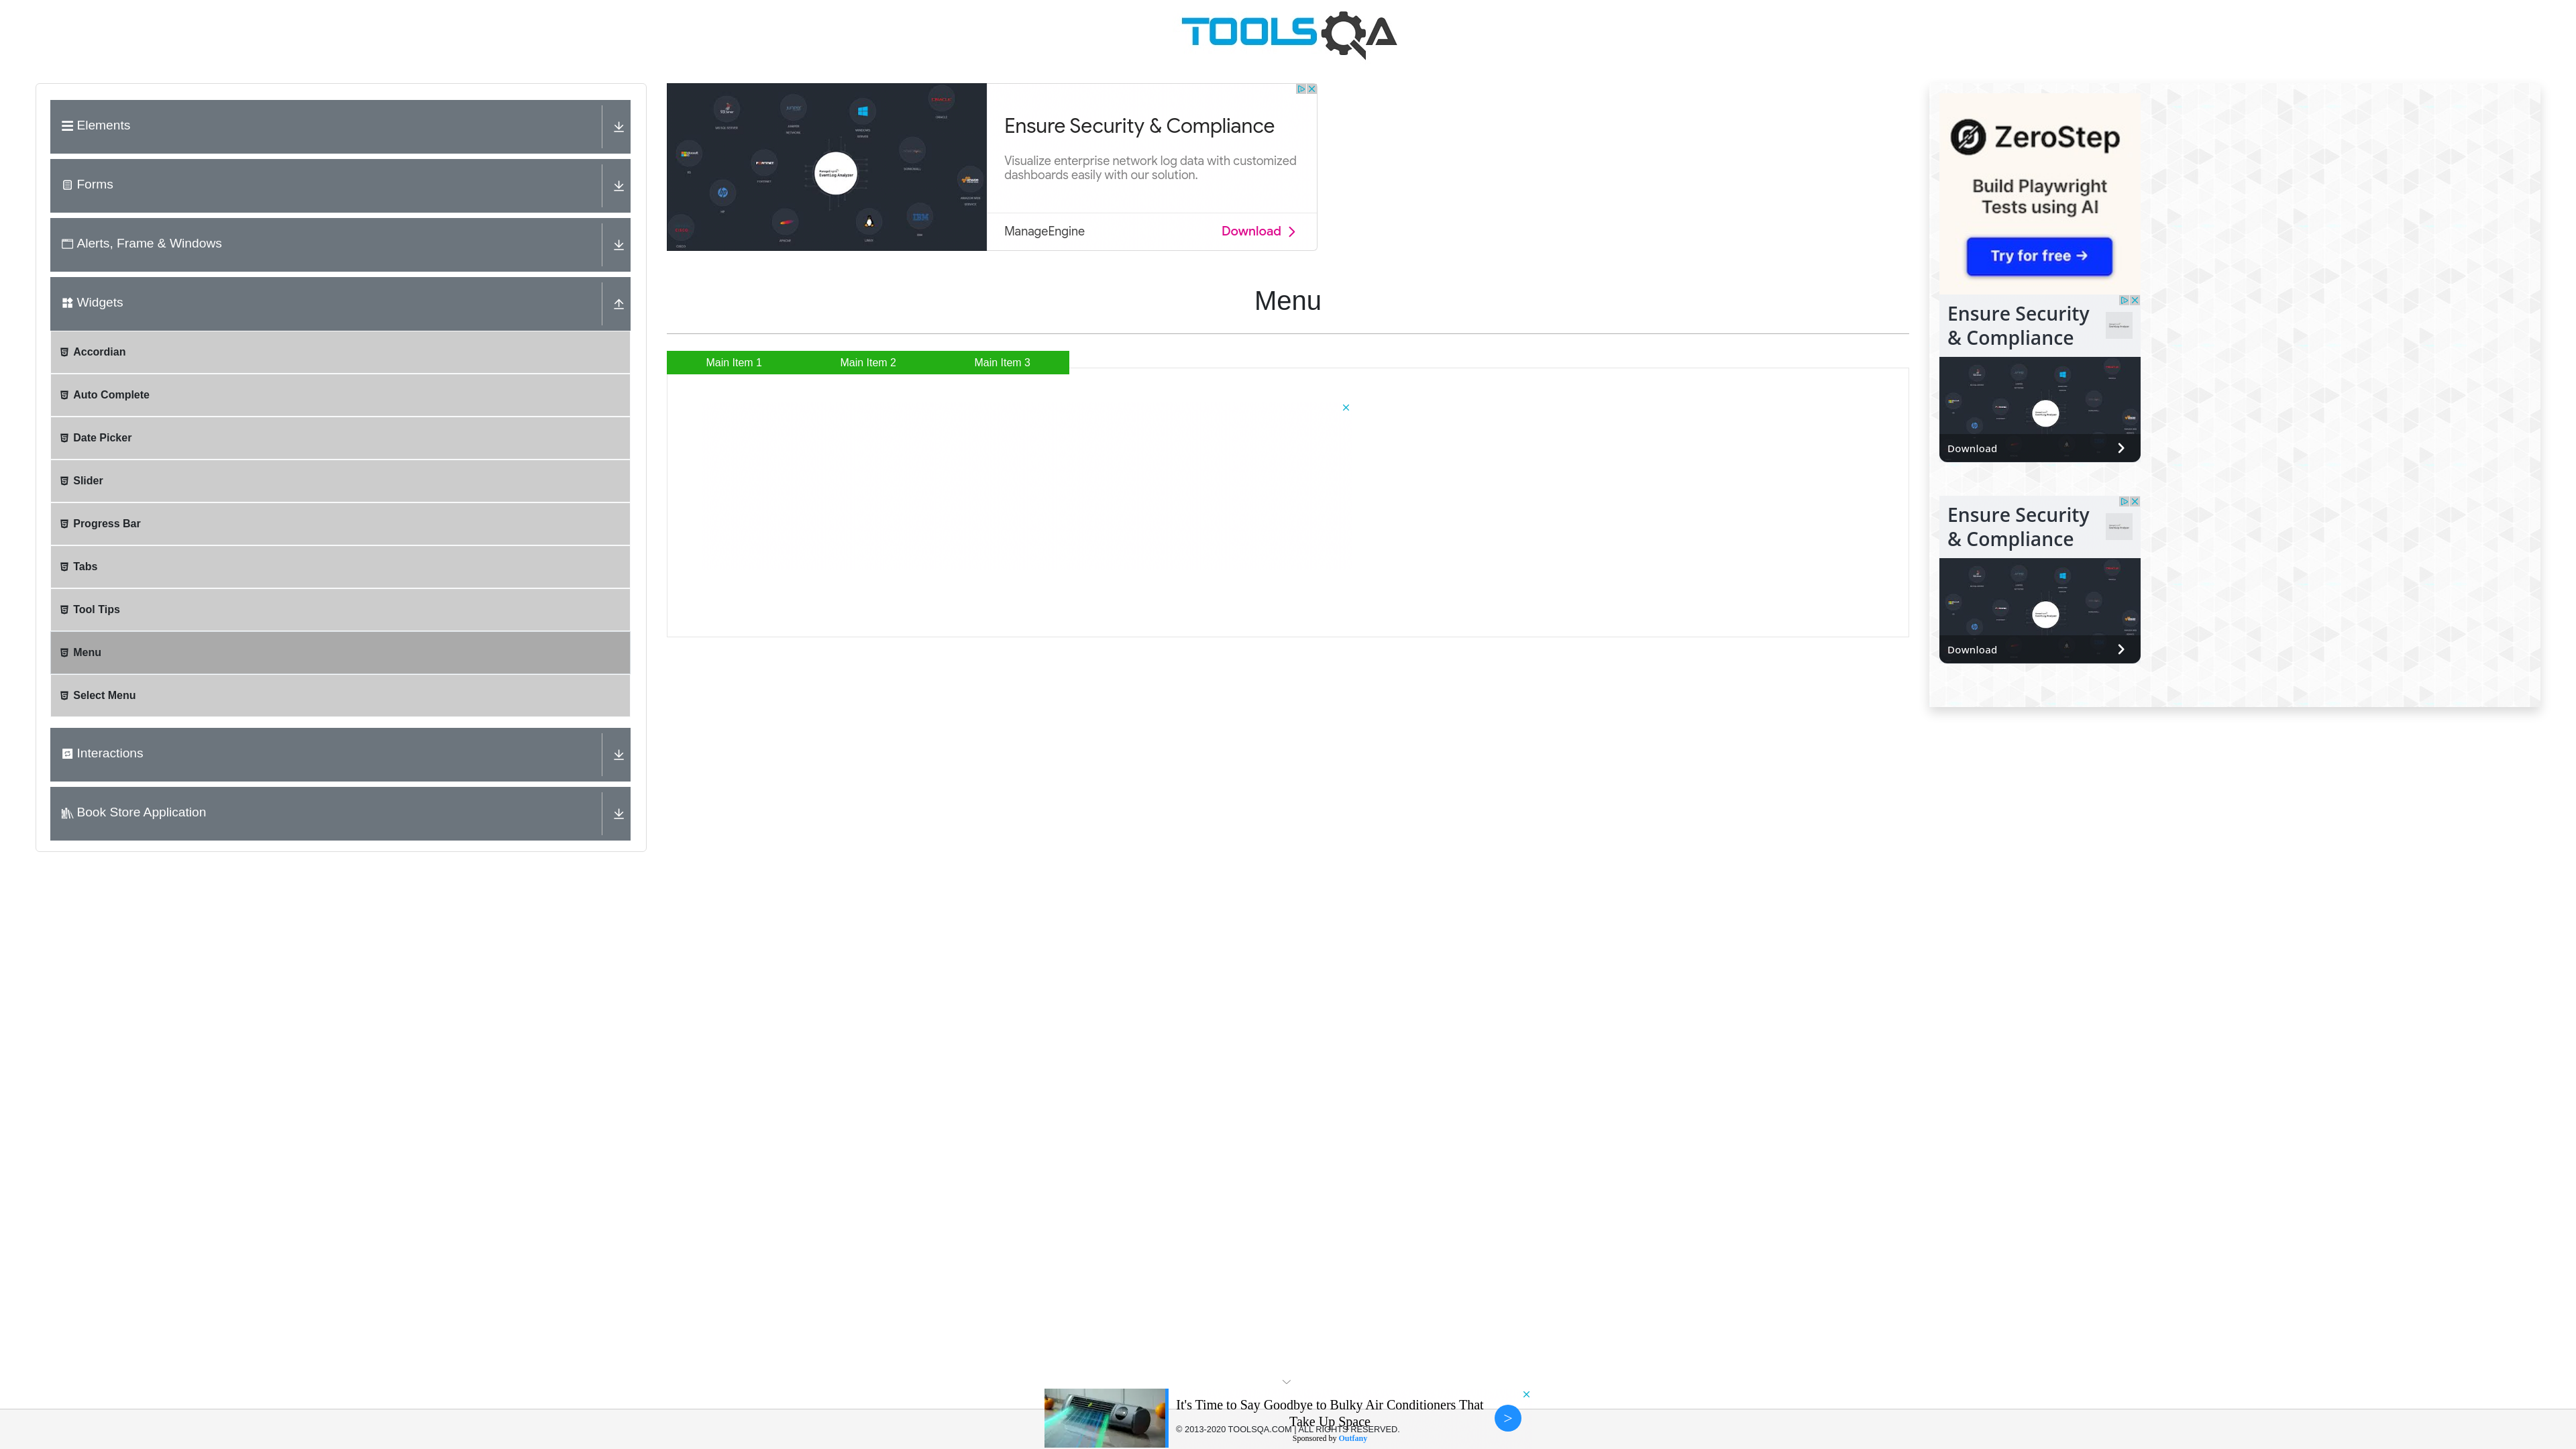 TOOLSQA
Elements
Forms
Alerts, Frame & Windows
Widgets
Accordian
Auto Complete
Date Picker
Slider
Progress Bar
Tabs
Tool Tips
Menu
Select Menu
Interactions
Book Store Application
Ensure Security & Compliance
Visualize enterprise network log data with customized
dashboards easily with our solution.
ManageEngine
Download
Menu
Main Item 1
Main Item 2
Main Item 3
ZeroStep
Build Playwright
Tests using AI
Try for free →
Ensure Security
& Compliance
Download
Ensure Security
& Compliance
Download
It's Time to Say Goodbye to Bulky Air Conditioners That
Take Up Space
© 2013-2020 TOOLSQA.COM | ALL RIGHTS RESERVED.
Sponsored by Outfany